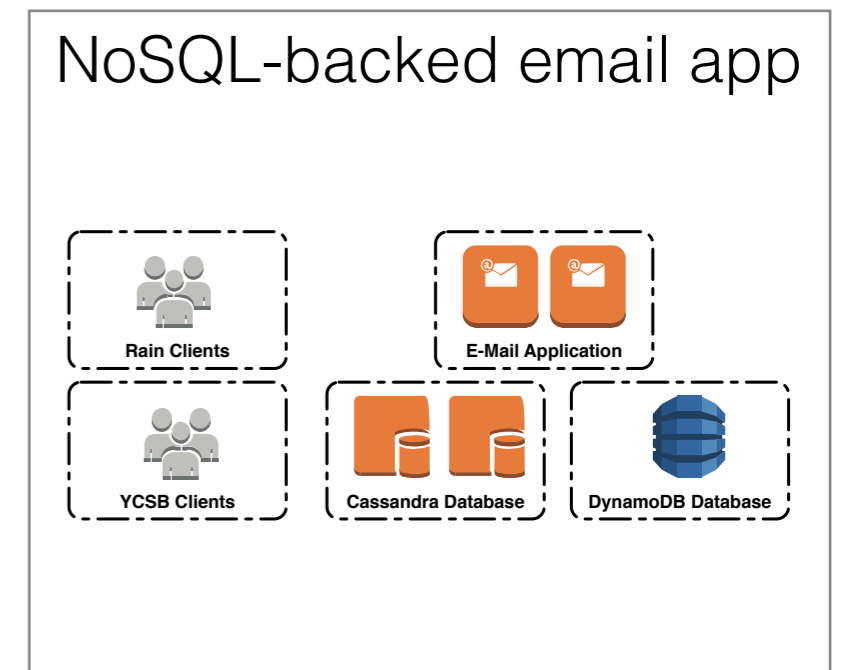 NoSQL-backed email app
@
@
Rain Clients
E-Mail Application
YCSB Clients
Cassandra Database
DynamoDB Database